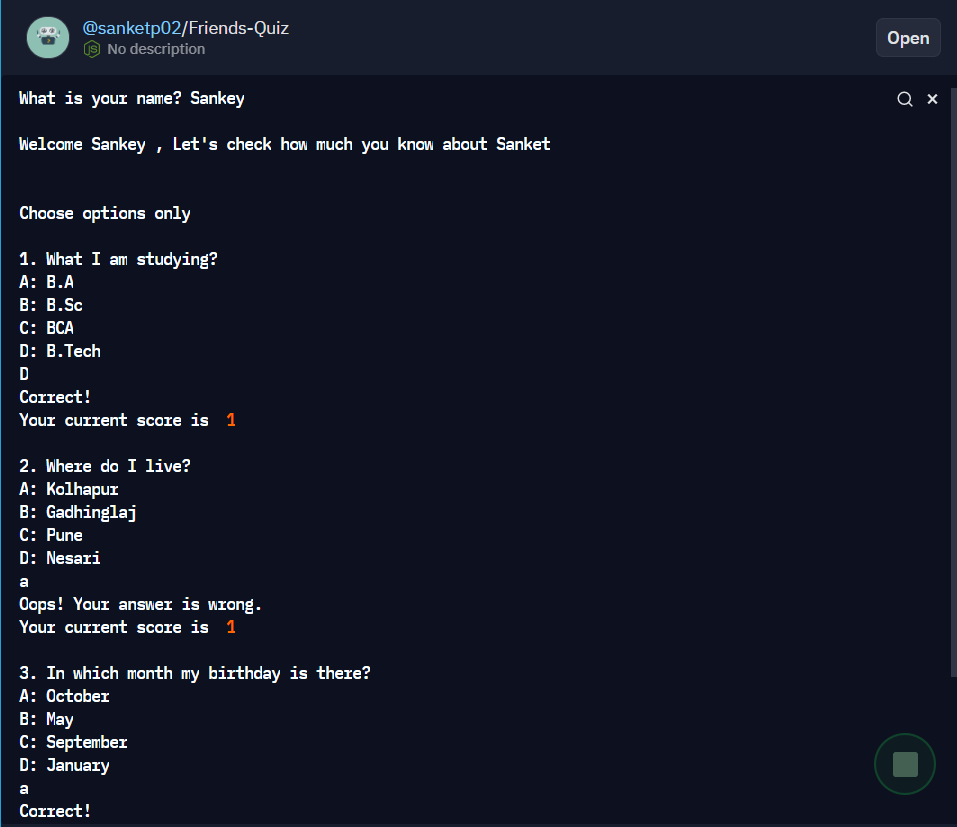 @sanketp02/Friends-Quiz
No description
Open
What is your name? Sankey
Welcome Sankey , Let's check how much you know about Sanket
Choose options only
1. What I am studying?
A: B.A
B: B.Sc
C: BCA
D: B.Tech
D
Correct!
Your current score is  1
2. Where do I live?
A: Kolhapur
B: Gadhinglaj
C: Pune
D: Nesari
a
Oops! Your answer is wrong.
Your current score is  1
3. In which month my birthday is there?
A: October
B: May
C: September
D: January
a
Correct!